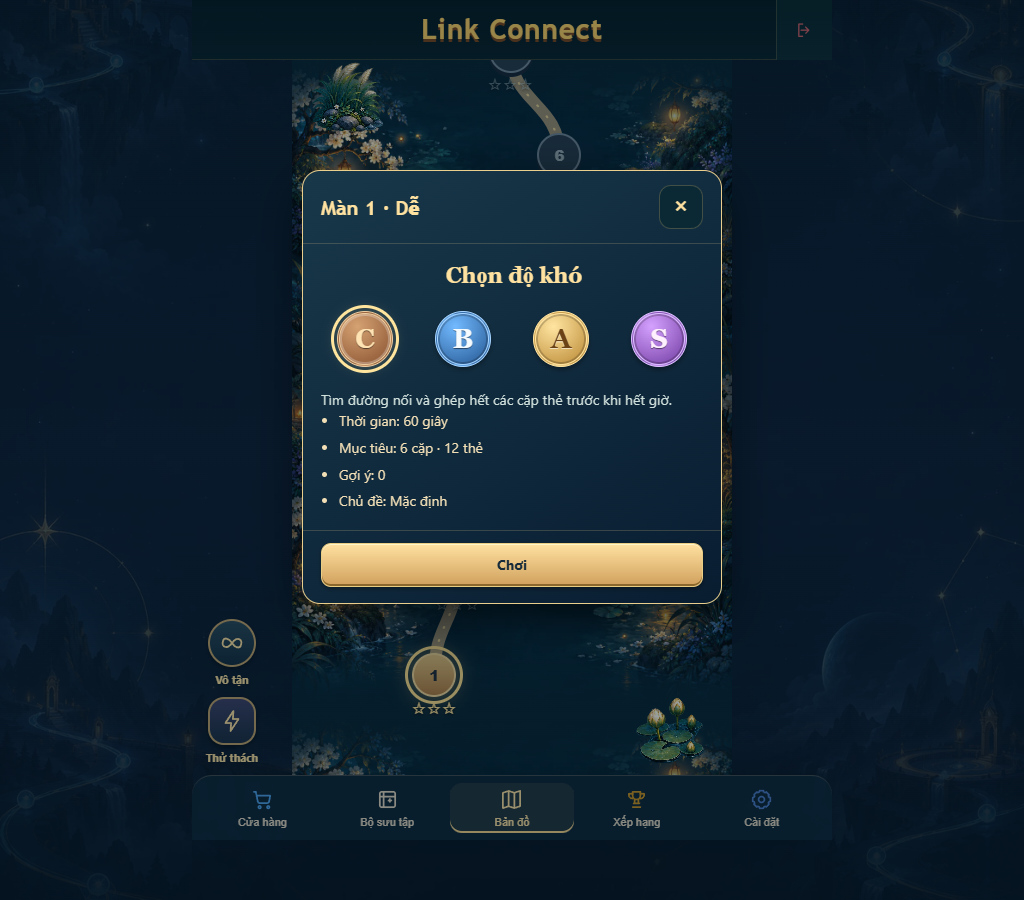 Link Connect
6
Màn 1 · Dễ
×
Chọn độ khó
C B A S
Tìm đường nối và ghép hết các cặp thẻ trước khi hết giờ.
• Thời gian: 60 giây
• Mục tiêu: 6 cặp · 12 thẻ
• Gợi ý: 0
• Chủ đề: Mặc định
Chơi
Vô tận
1
Thử thách
Cửa hàng
Bộ sưu tập
Bản đồ
Xếp hạng
Cài đặt